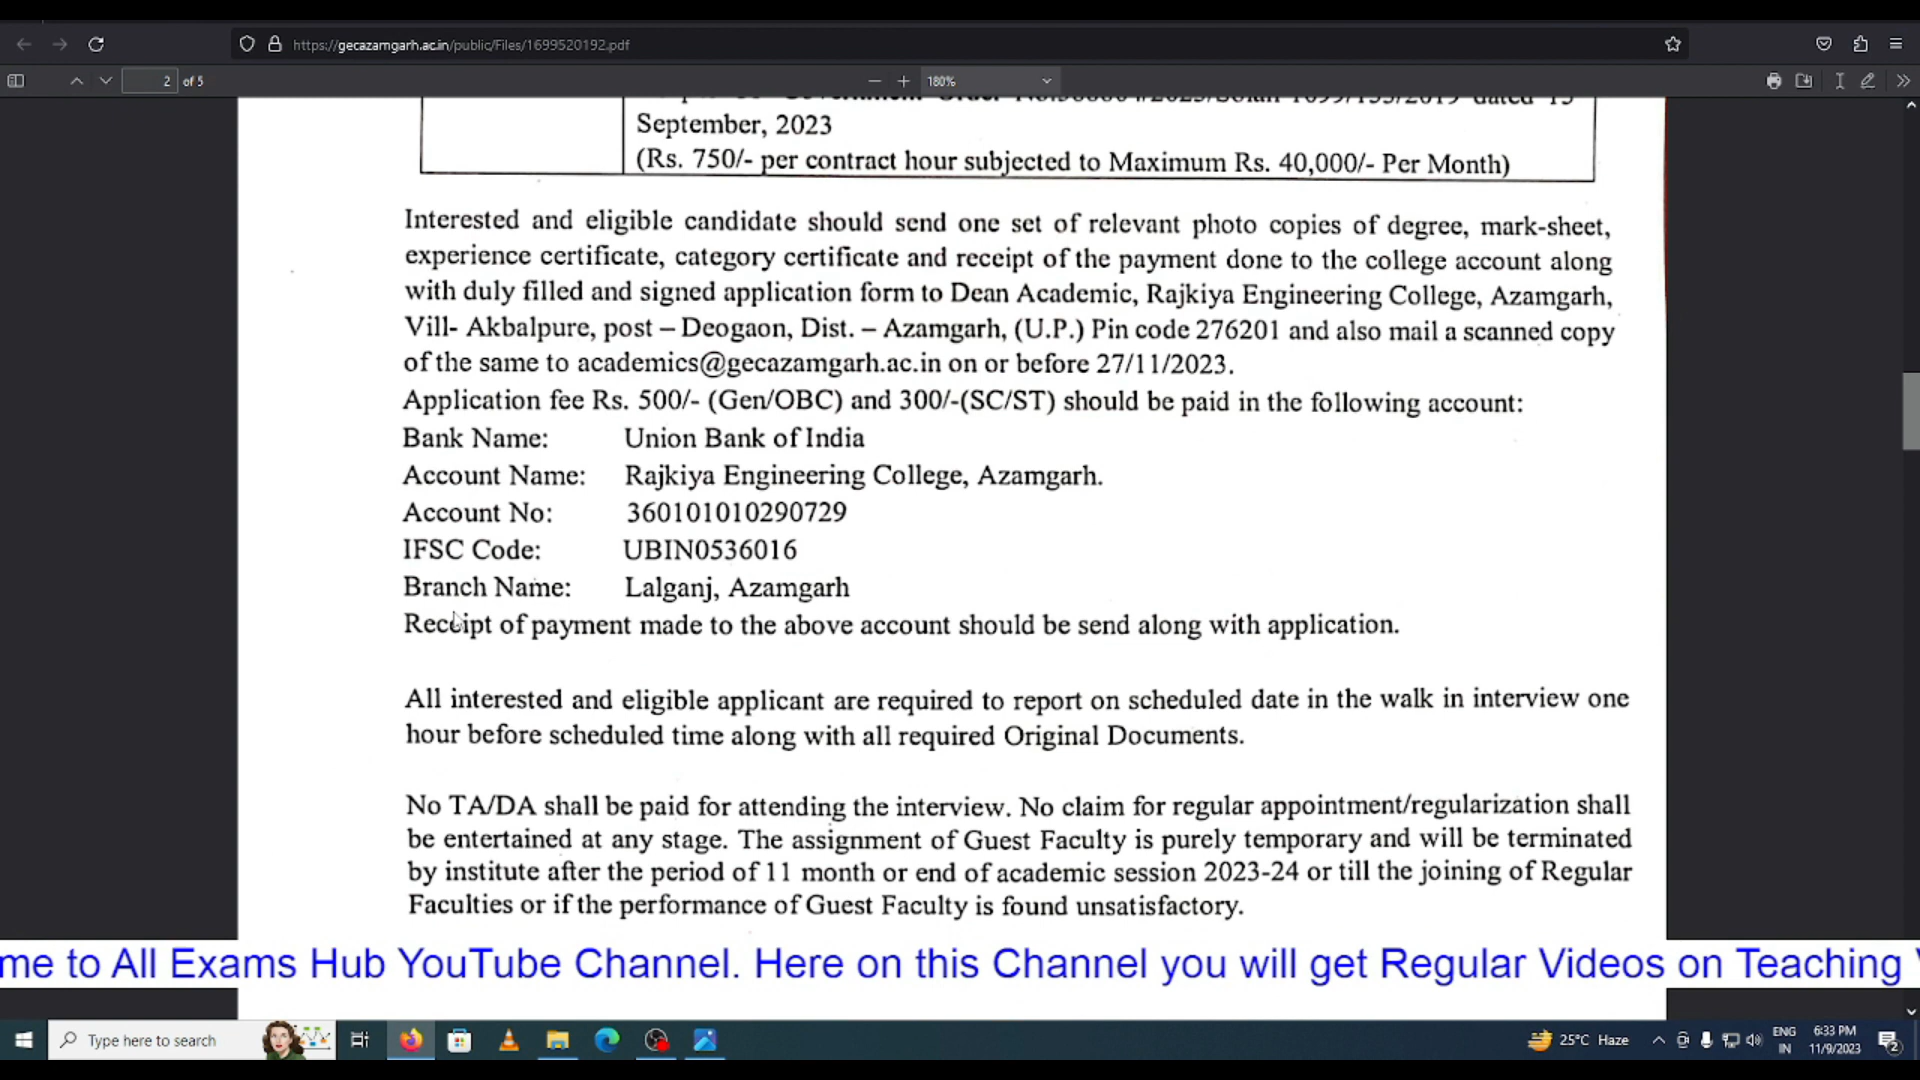 https://gecazamgarh.ac.in/public/Files/1699520192.pdf
2 of 5
180%
September, 2023
(Rs. 750/- per contract hour subjected to Maximum Rs. 40,000/- Per Month)
Interested and eligible candidate should send one set of relevant photo copies of degree, mark-sheet,
experience certificate, category certificate and receipt of the payment done to the college account along
with duly filled and signed application form to Dean Academic, Rajkiya Engineering College, Azamgarh,
Vill- Akbalpure, post – Deogaon, Dist. – Azamgarh, (U.P.) Pin code 276201 and also mail a scanned copy
of the same to academics@gecazamgarh.ac.in on or before 27/11/2023.
Application fee Rs. 500/- (Gen/OBC) and 300/-(SC/ST) should be paid in the following account:
Bank Name: Union Bank of India
Account Name: Rajkiya Engineering College, Azamgarh.
Account No: 360101010290729
IFSC Code: UBIN0536016
Branch Name: Lalganj, Azamgarh
Receipt of payment made to the above account should be send along with application.
All interested and eligible applicant are required to report on scheduled date in the walk in interview one
hour before scheduled time along with all required Original Documents.
No TA/DA shall be paid for attending the interview. No claim for regular appointment/regularization shall
be entertained at any stage. The assignment of Guest Faculty is purely temporary and will be terminated
by institute after the period of 11 month or end of academic session 2023-24 or till the joining of Regular
Faculties or if the performance of Guest Faculty is found unsatisfactory.
me to All Exams Hub YouTube Channel. Here on this Channel you will get Regular Videos on Teaching
Type here to search
25°C Haze
ENG
IN
6:33 PM
11/9/2023
2